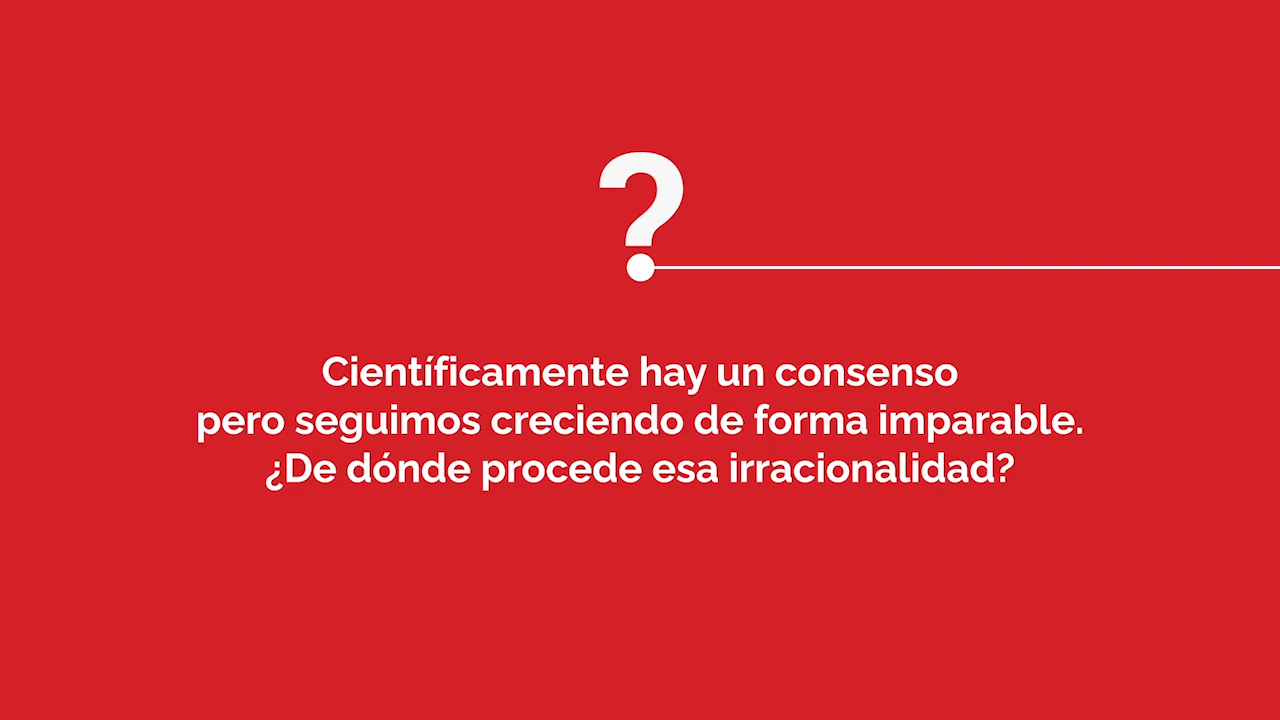 ?
Científicamente hay un consenso
pero seguimos creciendo de forma imparable.
¿De dónde procede esa irracionalidad?